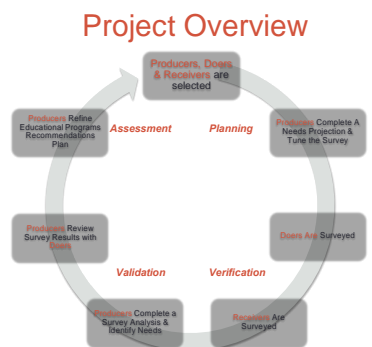 Project Overview
Producers, Doers
& Receivers are
selected
Producers Complete A
Needs Projection &
Tune the Survey
Doers Are Surveyed
Receivers Are
Surveyed
Producers Complete a
Survey Analysis &
Identify Needs
Producers Review
Survey Results with
Doers
Producers Refine
Educational Programs
Recommendations
Plan
Assessment
Planning
Validation
Verification